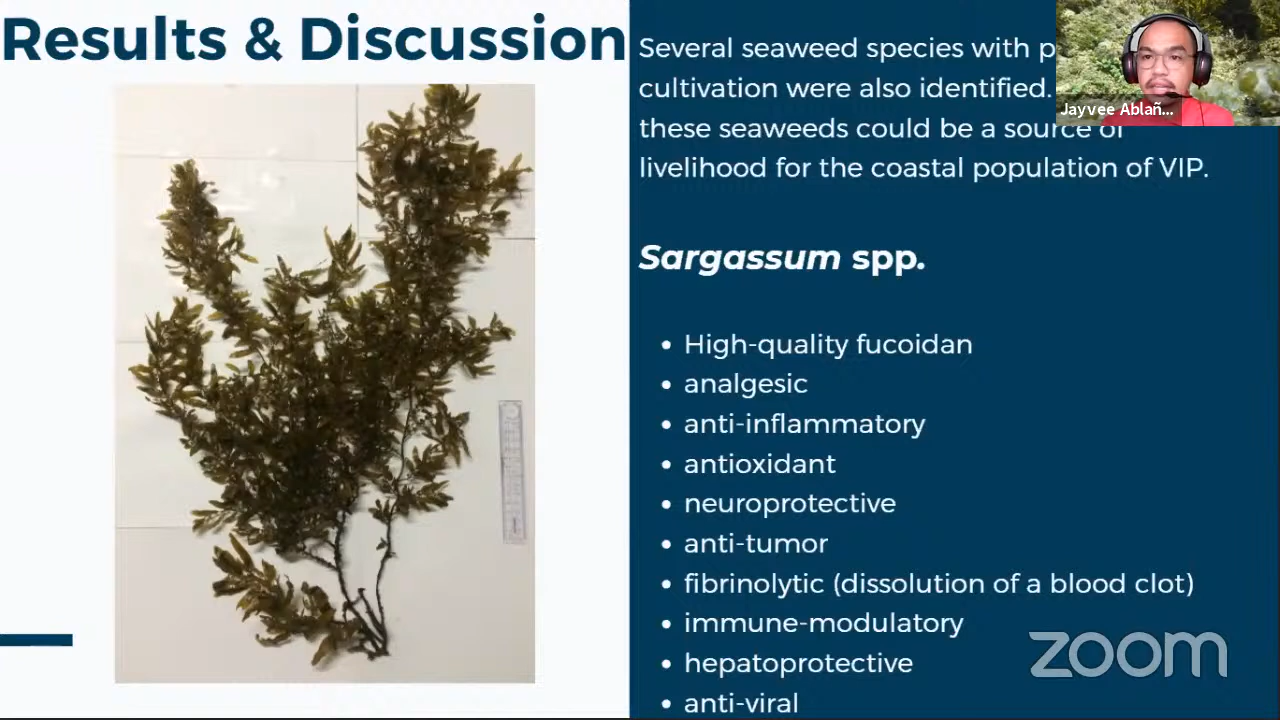 Results & Discussion
Several seaweed species with
cultivation were also identified.
these seaweeds could be a source of
livelihood for the coastal population of VIP.
Jayvee Ablañ...
Sargassum spp.
• High-quality fucoidan
• analgesic
• anti-inflammatory
• antioxidant
• neuroprotective
• anti-tumor
• fibrinolytic (dissolution of a blood clot)
• immune-modulatory
• hepatoprotective
• anti-viral
zoom